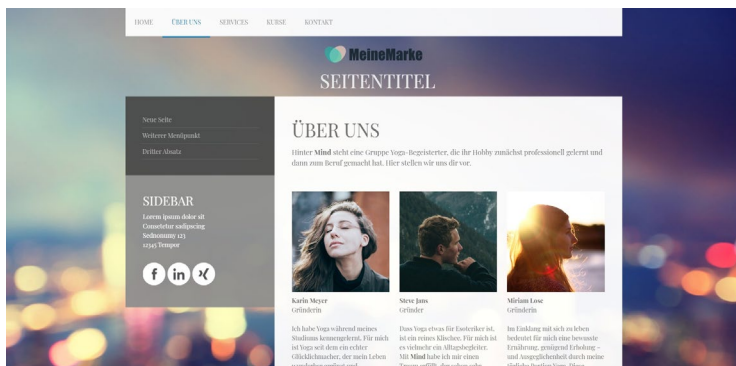 HOME ÜBER UNS SERVICES KURSE KONTAKT
MeineMarke
SEITENTITEL
Neue Seite
Weiterer Menüpunkt
Dritter Absatz
SIDEBAR
Lorem ipsum dolor sit
Consetetur sadipscing
Sednonumy 123
12345 Tempor
ÜBER UNS
Hinter Mind steht eine Gruppe Yoga-Begeisterter, die ihr Hobby zunächst professionell gelernt und
dann zum Beruf gemacht hat. Hier stellen wir uns dir vor.
Karin Meyer
Gründerin
Ich habe Yoga während meines
Studiums kennengelernt. Für mich
ist Yoga seit dem ein echter
Glücklichmacher, der mein Leben
Steve Jans
Gründer
Dass Yoga etwas für Esoteriker ist,
ist ein reines Klischee. Für mich ist
es vielmehr ein Alltagsbegleiter.
Mit Mind habe ich mir einen
Miriam Lose
Gründerin
Im Einklang mit sich zu leben
bedeutet für mich eine bewusste
Ernährung, genügend Erholung -
und Ausgeglichenheit durch meine